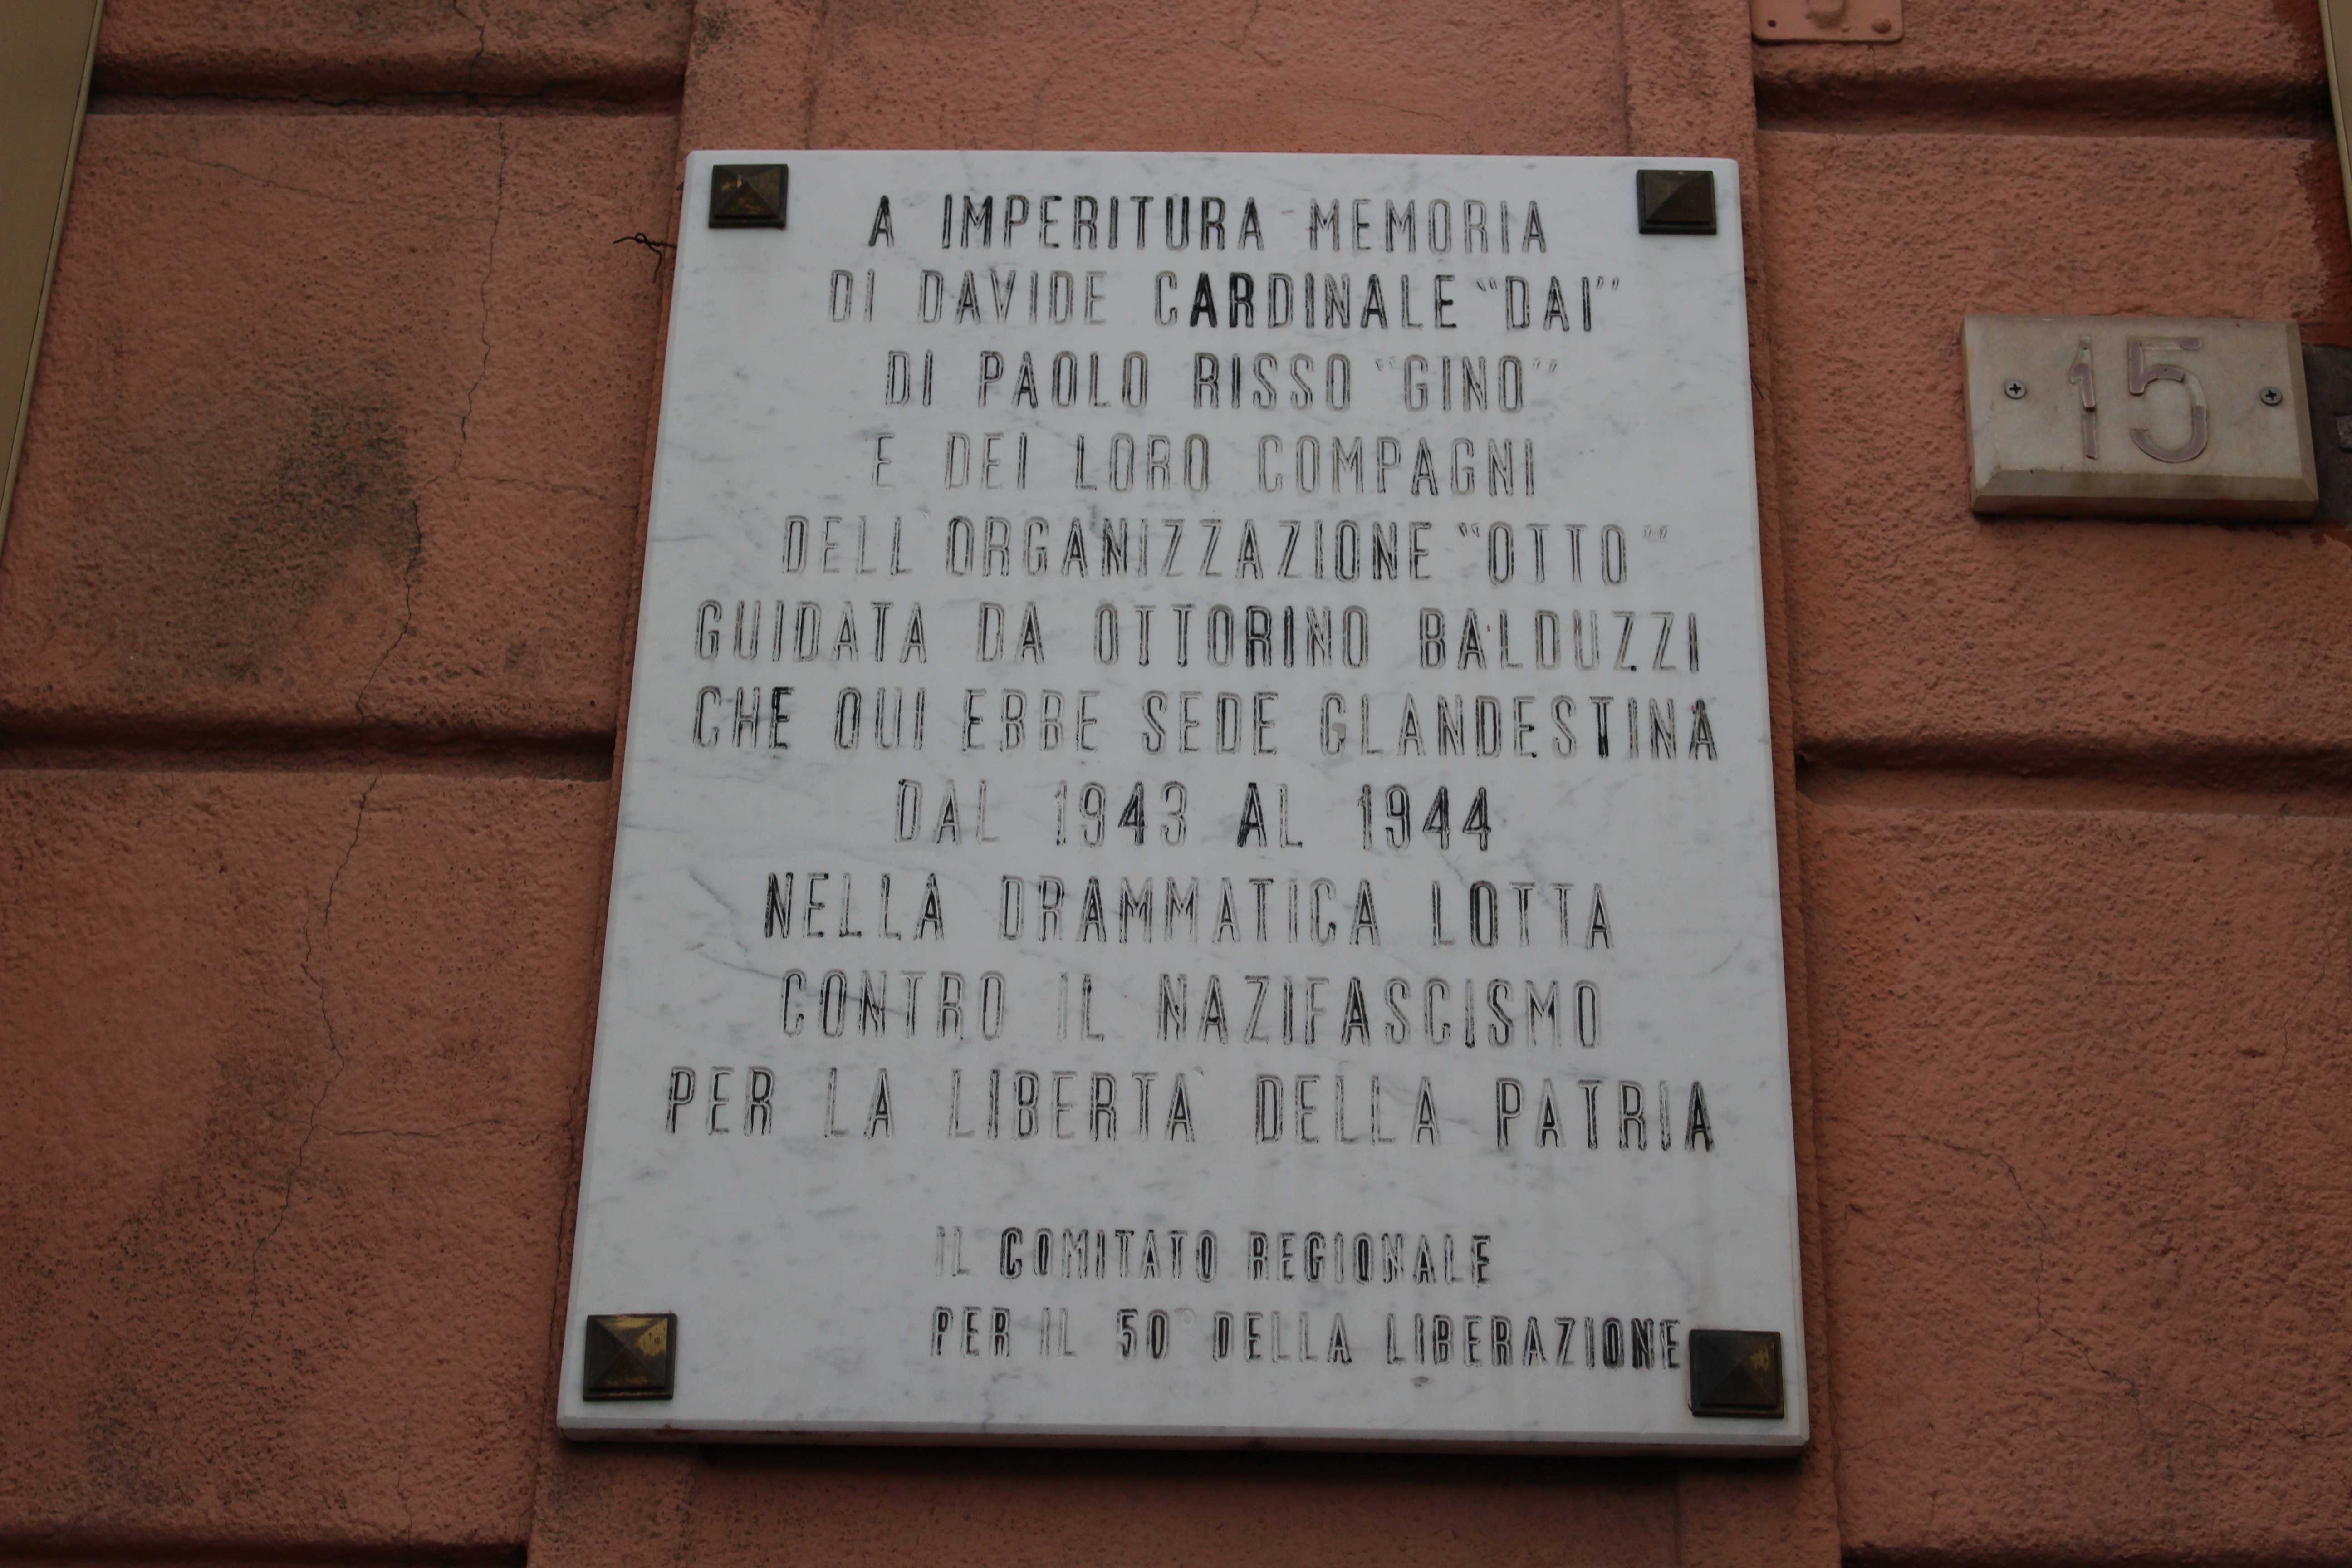 A IMPERITURA MEMORIA
DI DAVIDE CARDINALE "DAI"
DI PAOLO RISSO "GINO"
E DEI LORO COMPAGNI
DELL'ORGANIZZAZIONE "OTTO"
GUIDATA DA OTTORINO BALDUZZI
CHE QUI EBBE SEDE CLANDESTINA
DAL 1943 AL 1944
NELLA DRAMMATICA LOTTA
CONTRO IL NAZIFASCISMO
PER LA LIBERTA' DELLA PATRIA
IL COMITATO REGIONALE
PER IL 50° DELLA LIBERAZIONE
15